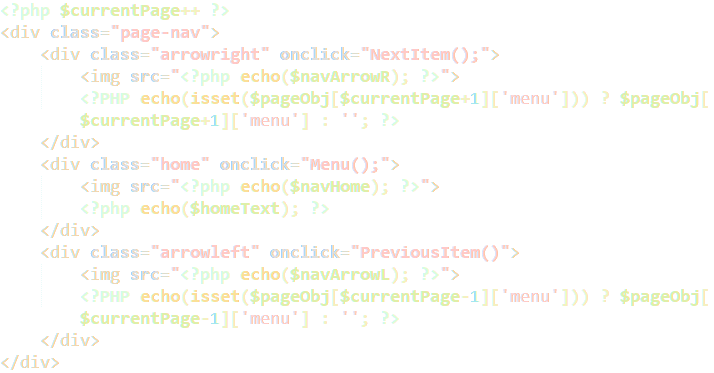 <?php $currentPage++ ?>
<div class="page-nav">
<div class="arrowright" onclick="NextItem();">
<img src="<?php echo($navArrowR); ?>">
<?PHP echo(isset($pageObj[$currentPage+1]['menu'])) ? $pageObj[
$currentPage+1]['menu'] : ''; ?>
</div>
<div class="home" onclick="Menu();">
<img src="<?php echo($navHome); ?>">
<?php echo($homeText); ?>
</div>
<div class="arrowleft" onclick="PreviousItem()">
<img src="<?php echo($navArrowL); ?>">
<?PHP echo(isset($pageObj[$currentPage-1]['menu'])) ? $pageObj[
$currentPage-1]['menu'] : ''; ?>
</div>
</div>